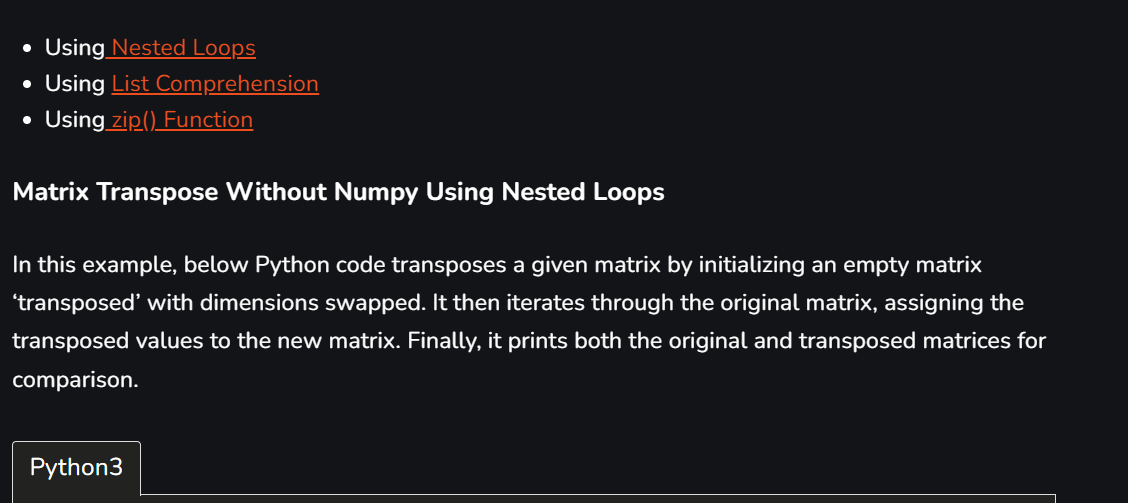 Using Nested Loops
Using List Comprehension
Using zip() Function
Matrix Transpose Without Numpy Using Nested Loops
In this example, below Python code transposes a given matrix by initializing an empty matrix
‘transposed’ with dimensions swapped. It then iterates through the original matrix, assigning the
transposed values to the new matrix. Finally, it prints both the original and transposed matrices for
comparison.
Python3